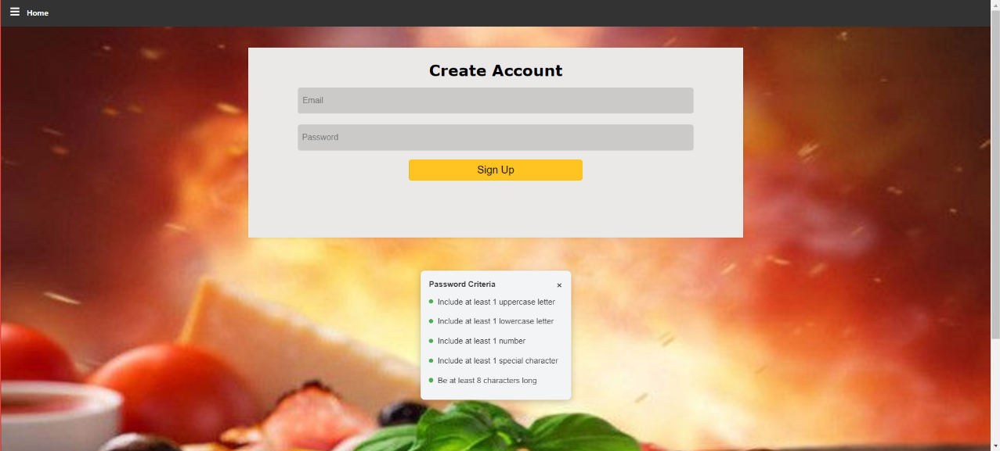 Home
Create Account
Email
Password
Sign Up
Password Criteria ×
Include at least 1 uppercase letter
Include at least 1 lowercase letter
Include at least 1 number
Include at least 1 special character
Be at least 8 characters long